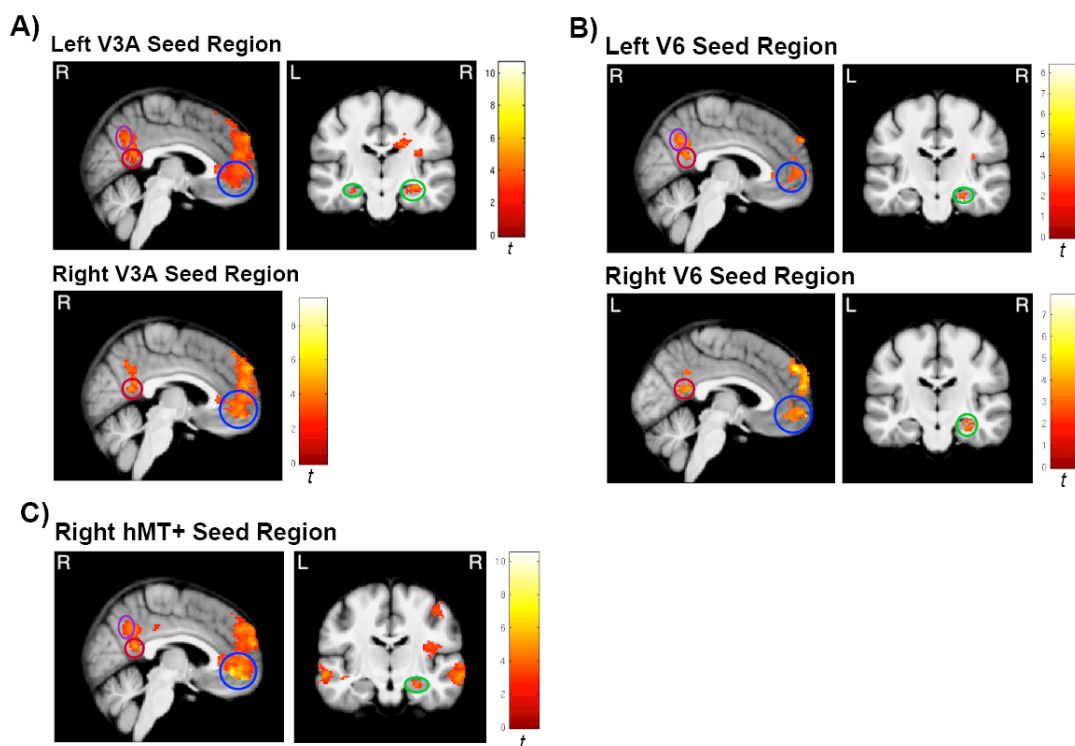 A)
Left V3A Seed Region
R
L R
10
8
6
4
2
0
t
Right V3A Seed Region
R
8
6
4
2
0
t
B)
Left V6 Seed Region
R
L R
8
7
6
5
4
3
2
1
0
t
Right V6 Seed Region
L
L R
7
6
5
4
3
2
1
0
t
C)
Right hMT+ Seed Region
R
L R
10
8
6
4
2
0
t